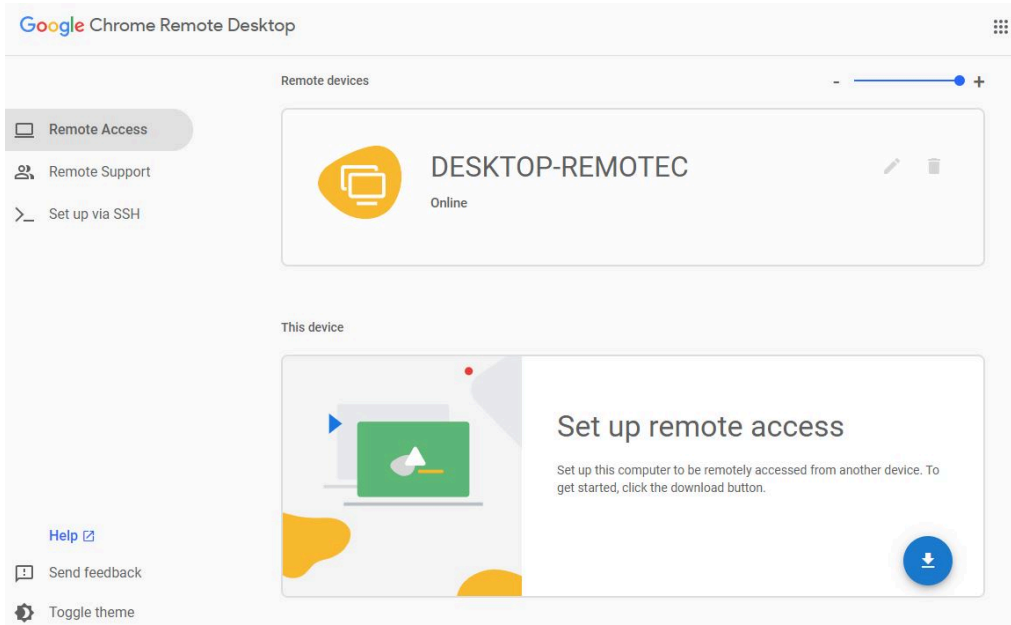 Google Chrome Remote Desktop
Remote devices
- +
Remote Access
Remote Support
Set up via SSH
DESKTOP-REMOTEC
Online
This device
Set up remote access
Set up this computer to be remotely accessed from another device. To
get started, click the download button.
Help
Send feedback
Toggle theme